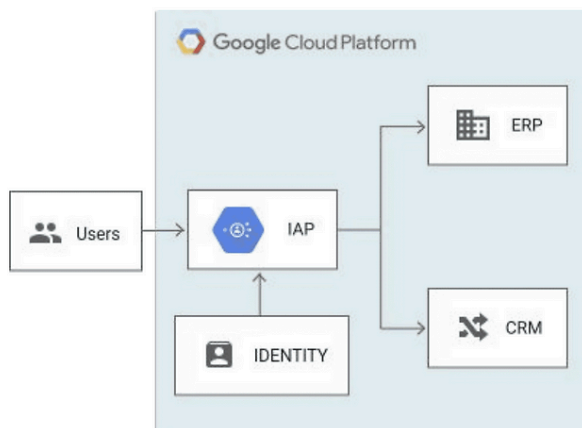 Google Cloud Platform
ERP
Users
IAP
IDENTITY
CRM